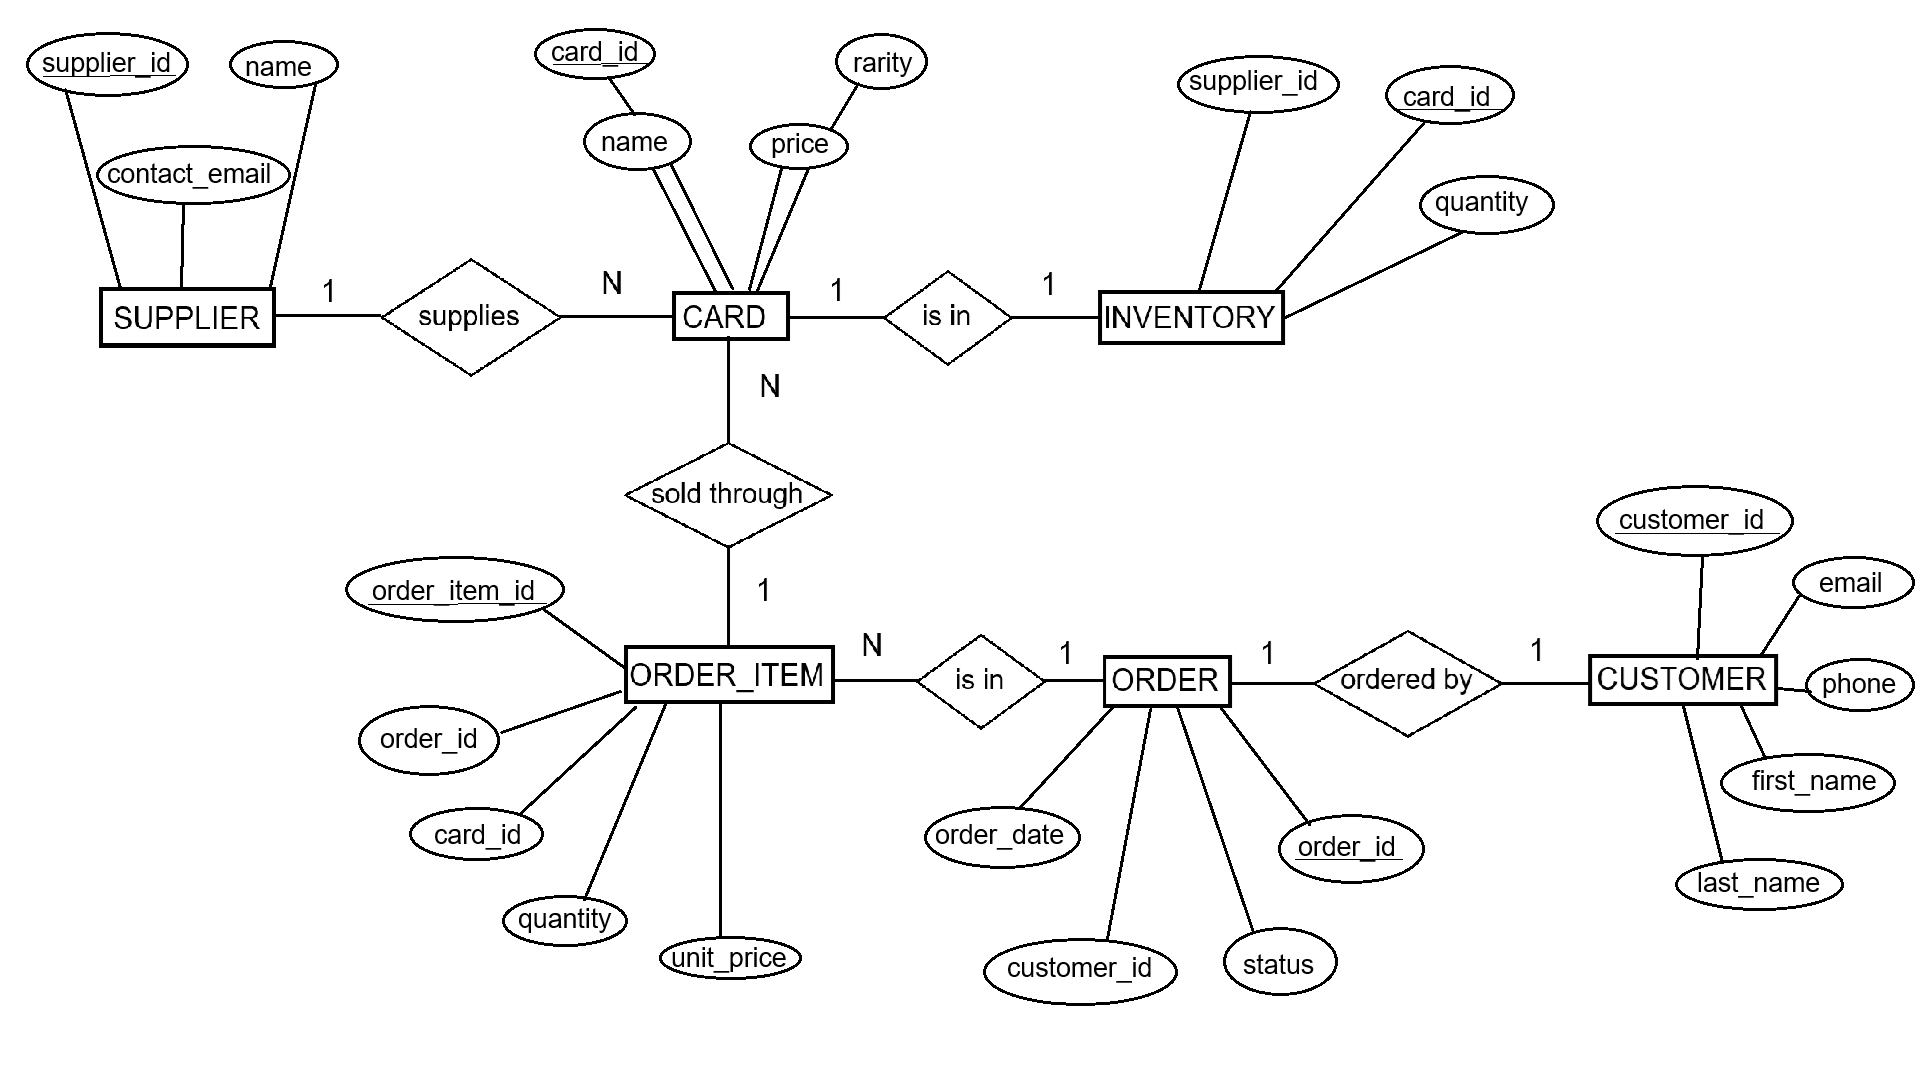 supplier_id
name
contact_email
card_id
rarity
name
price
supplier_id
card_id
quantity
SUPPLIER
1
supplies
N
CARD
1
is in
1
INVENTORY
N
sold through
1
order_item_id
ORDER_ITEM
N
is in
1
ORDER
1
ordered by
1
CUSTOMER
customer_id
email
phone
first_name
last_name
order_id
card_id
quantity
unit_price
order_date
customer_id
status
order_id